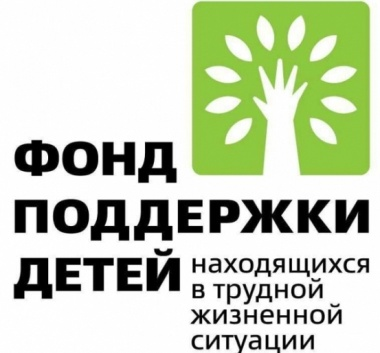 ФОНД
ПОДДЕРЖКИ
ДЕТЕЙ
находящихся
в трудной
жизненной
ситуации